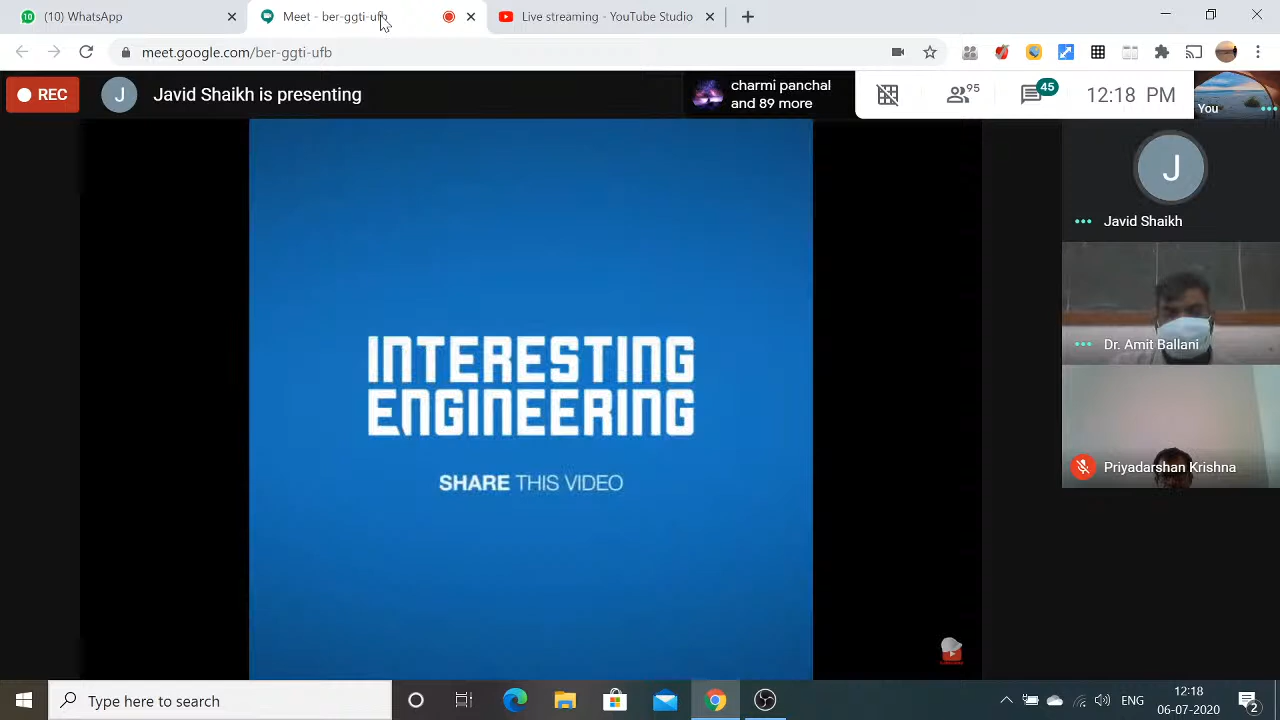 (10) WhatsApp
Meet - ber-ggti-ufb
Live streaming - YouTube Studio
meet.google.com/ber-ggti-ufb
REC
J
Javid Shaikh is presenting
charmi panchal
and 89 more
95
45
12:18 PM
You
J
Javid Shaikh
Dr. Amit Ballani
Priyadarshan Krishna
INTERESTING
ENGINEERING
SHARE THIS VIDEO
Type here to search
ENG
12:18
06-07-2020
2